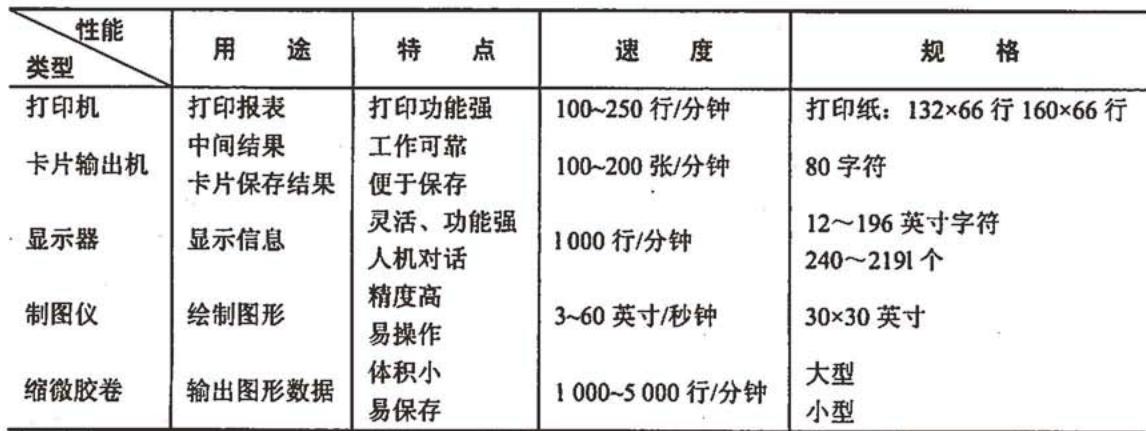 性能
类型 用途 特点 速度 规格
打印机 打印报表 打印功能强 100~250 行/分钟 打印纸：132×66 行 160×66 行
卡片输出机 中间结果 工作可靠 100~200 张/分钟 80 字符
卡片保存结果 便于保存
显示器 显示信息 灵活、功能强 1000 行/分钟 12～196 英寸字符
人机对话 240～219l 个
制图仪 绘制图形 精度高 3~60 英寸/秒钟 30×30 英寸
易操作
缩微胶卷 输出图形数据 体积小 1 000~5 000 行/分钟 大型
易保存 小型